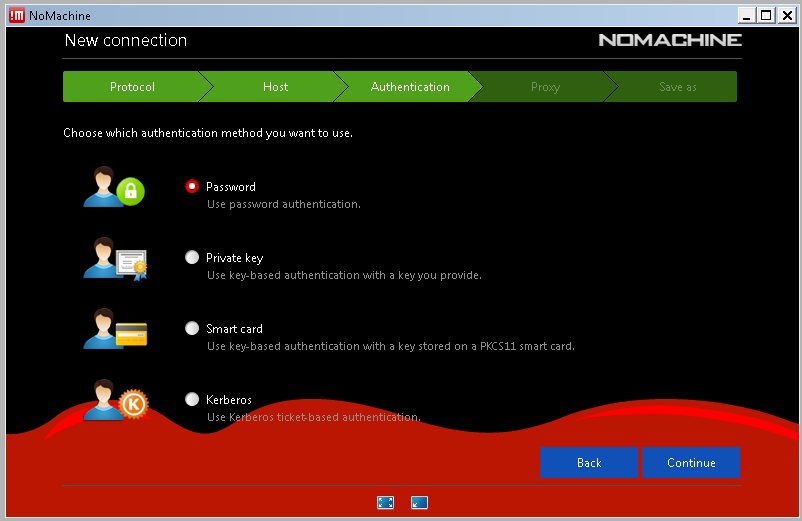 NoMachine
New connection
NOMACHINE
Protocol
Host
Authentication
Proxy
Save as
Choose which authentication method you want to use.
Password
Use password authentication.
Private key
Use key-based authentication with a key you provide.
Smart card
Use key-based authentication with a key stored on a PKCS11 smart card.
K
Kerberos
Use Kerberos ticket-based authentication.
Back
Continue